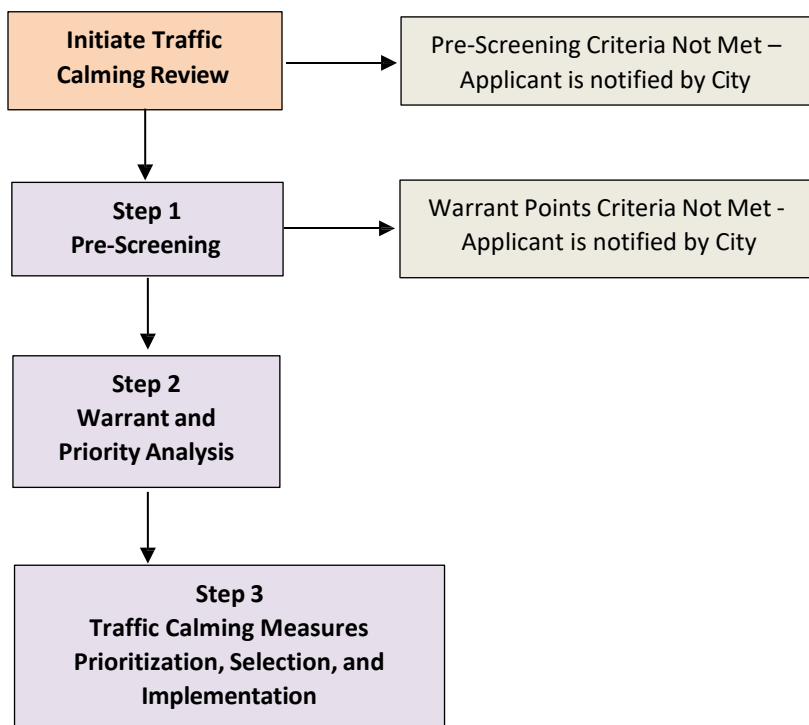 Initiate Traffic
Calming Review
Pre-Screening Criteria Not Met –
Applicant is notified by City
Step 1
Pre-Screening
Warrant Points Criteria Not Met -
Applicant is notified by City
Step 2
Warrant and
Priority Analysis
Step 3
Traffic Calming Measures
Prioritization, Selection, and
Implementation